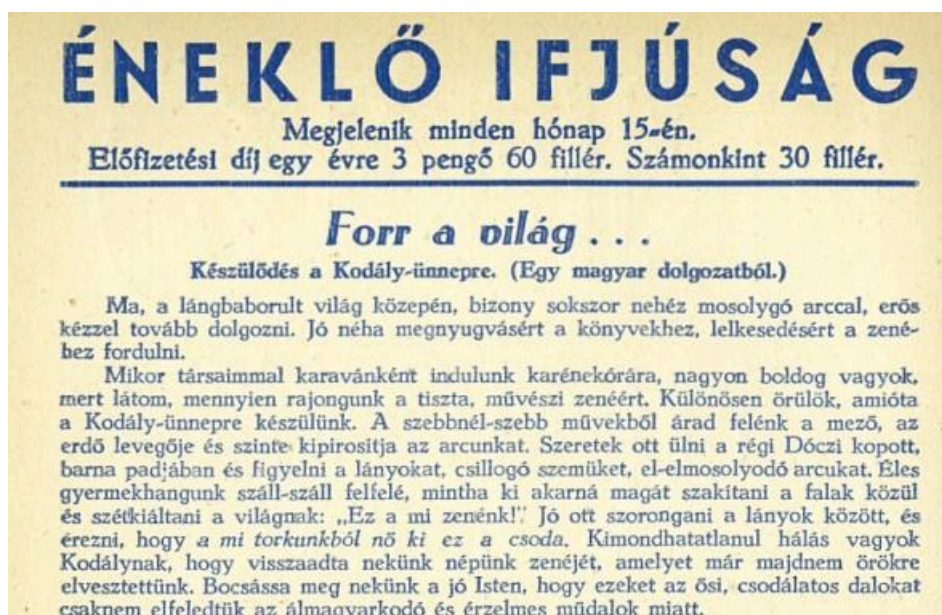 ÉNEKLŐ IFJÚSÁG
Megjelenik minden hónap 15-én.
Előfizetési díj egy évre 3 pengő 60 fillér. Számonkint 30 fillér.
Forr a világ...
Készülődés a Kodály-ünnepre. (Egy magyar dolgozatból.)
Ma, a lángbaborult világ közepén, bizony sokszor nehéz mosolygó arccal, erős
kézzel tovább dolgozni. Jó néha megnyugvásért a könyvekhez, lelkesedésért a zené-
hez fordulni.
Mikor társaimmal karavánként indulunk karénekórára, nagyon boldog vagyok,
mert látom, mennyien rajongunk a tiszta, művészi zenéért. Különösen örülök, amióta
a Kodály-ünnepre készülünk. A szebbnél-szebb művekből árad felénk a mező, az
erdő levegője és szinte kipirosítja az arcunkat. Szeretek ott ülni a régi Dóczi kopott,
barna padjában és figyelni a lányokat, csillogó szemüket, el-elmosolyodó arcukat. Éles
gyermekhangunk száll-száll felfelé, mintha ki akarná magát szakítani a falak közül
és szétkiáltani a világnak: „Ez a mi zenénk!". Jó ott szorongani a lányok között, és
érezni, hogy a mi torkunkból nő ki ez a csoda. Kimondhatatlanul hálás vagyok
Kodálynak, hogy visszaadta nekünk népünk zenéjét, amelyet már majdnem örökre
elvesztettünk. Bocsássa meg nekünk a jó Isten, hogy ezeket az ősi, csodálatos dalokat
csaknem elfeledtük az álmagyarkodó és érzelmes műdalok miatt.